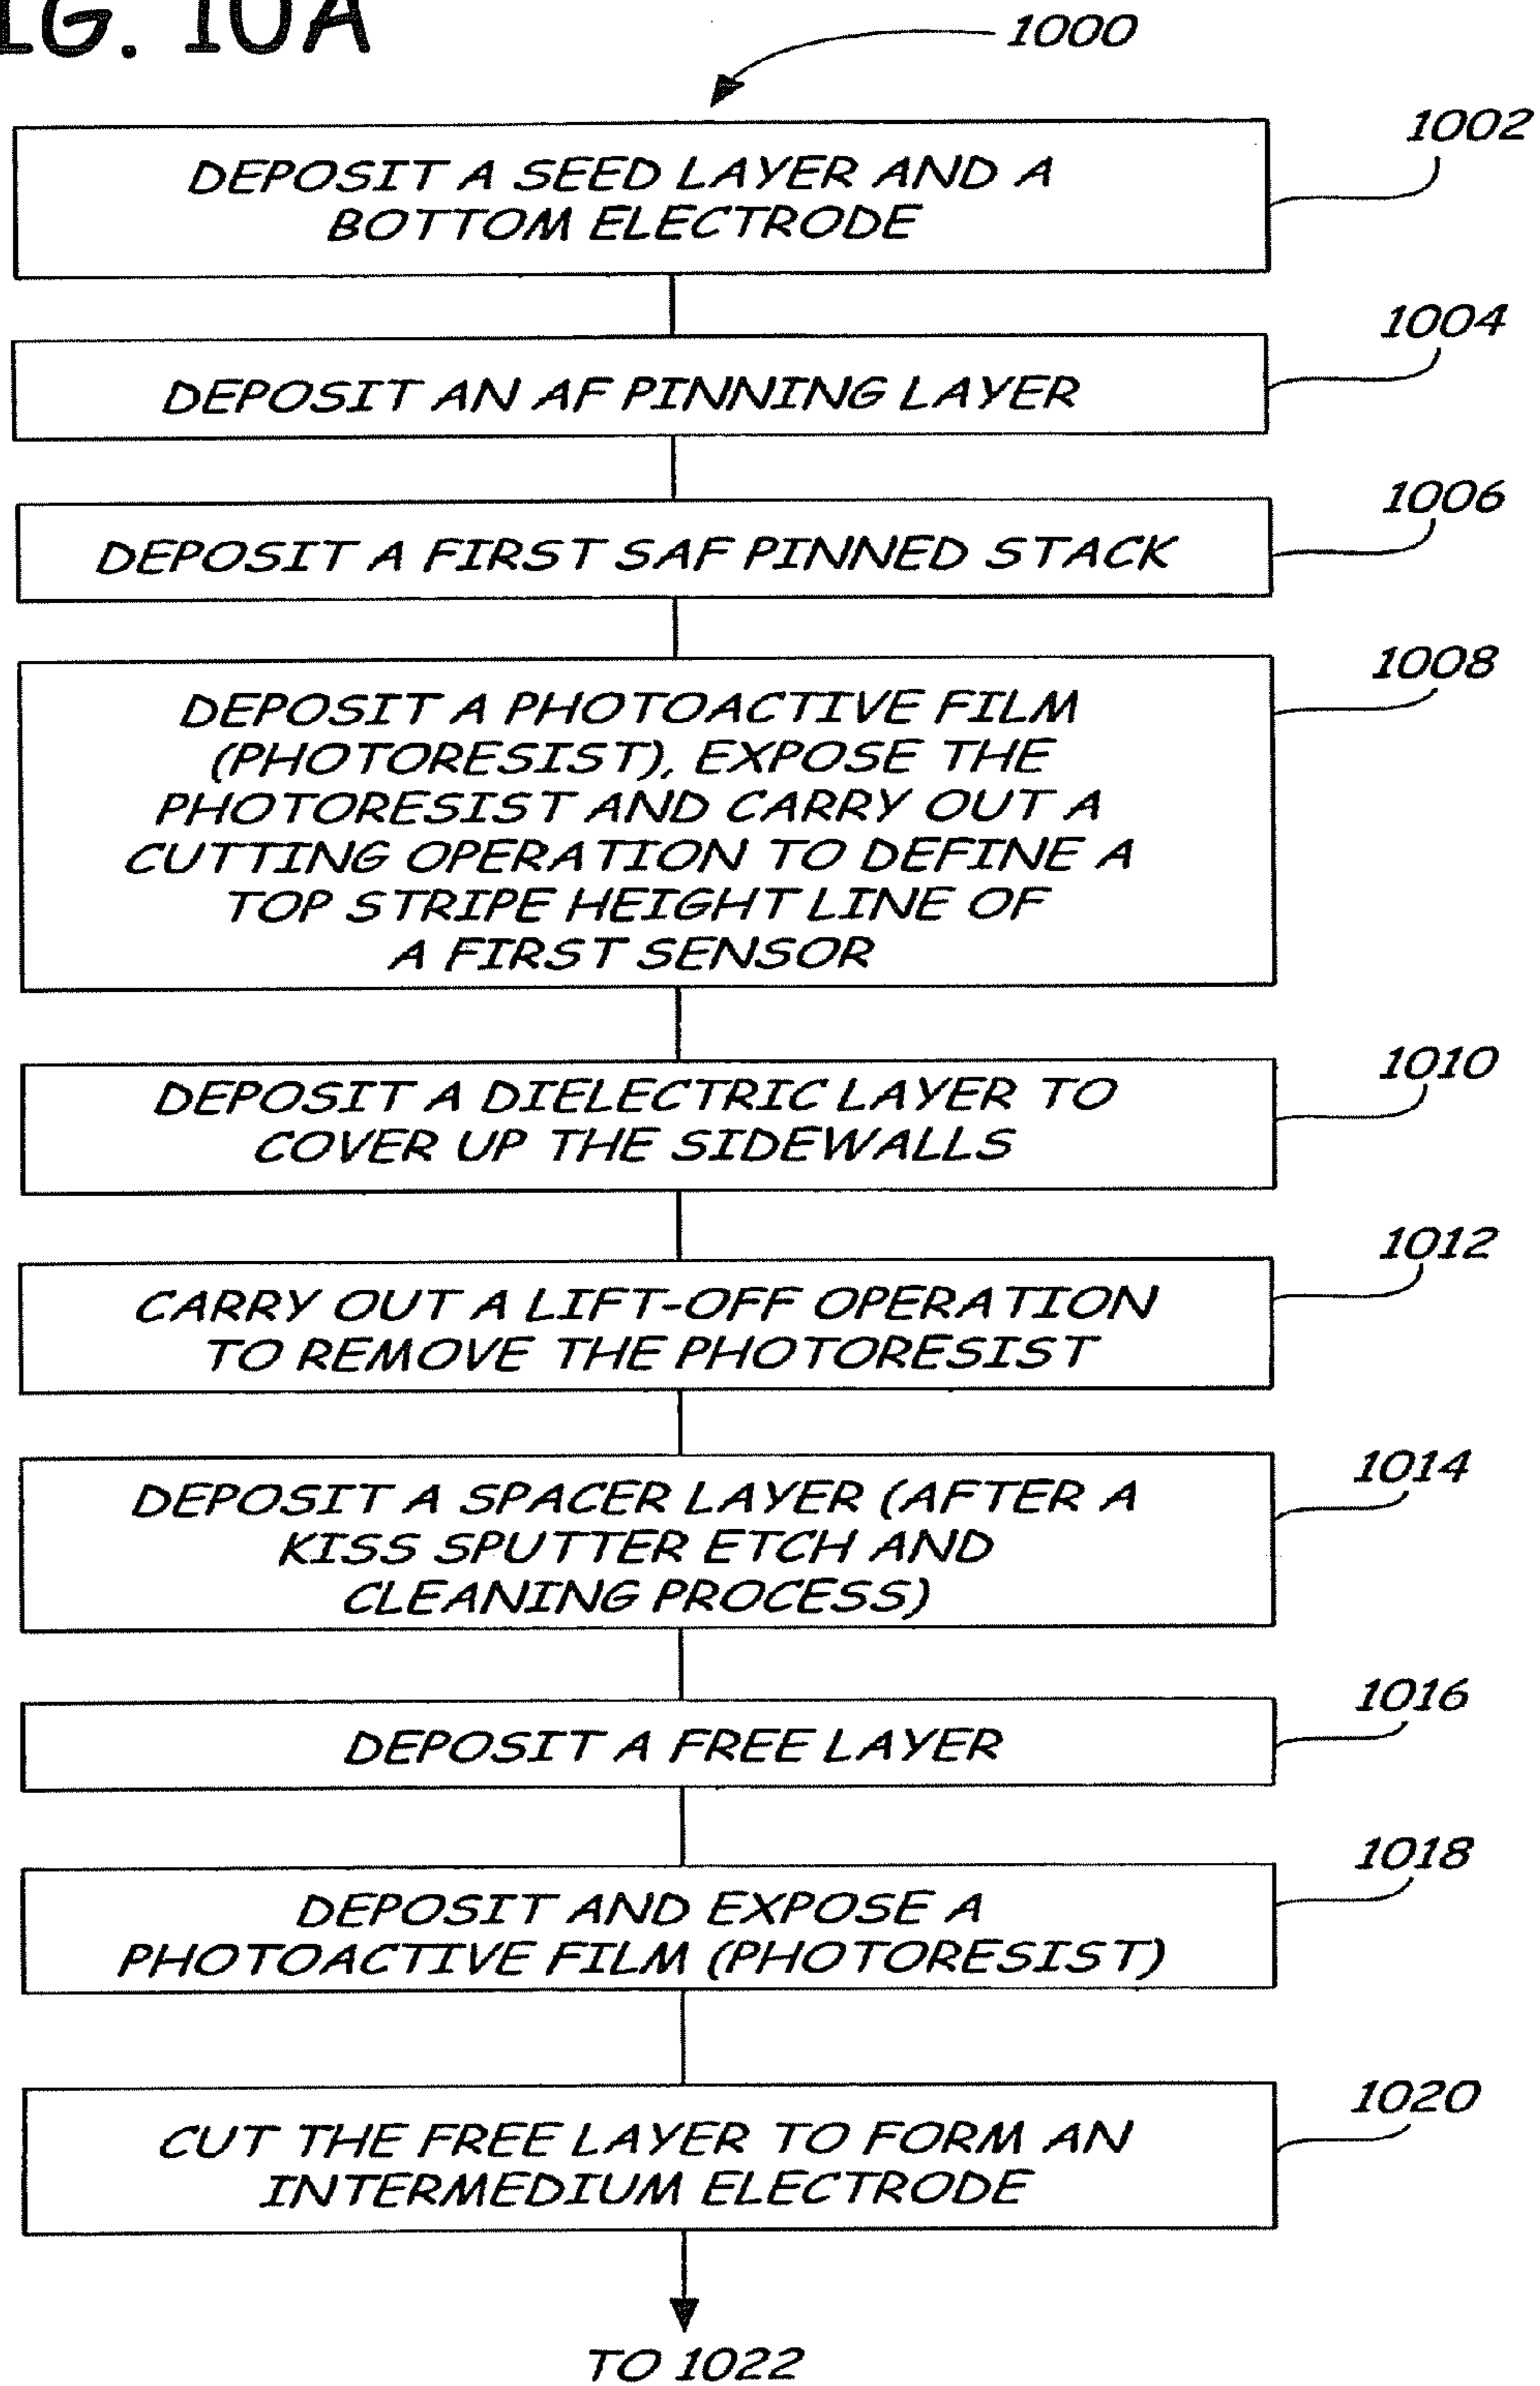 FIG. 10A
1000
1002
DEPOSIT A SEED LAYER AND A
BOTTOM ELECTRODE
1004
DEPOSIT AN AF PINNING LAYER
1006
DEPOSIT A FIRST SAF PINNED STACK
1008
DEPOSIT A PHOTOACTIVE FILM
(PHOTORESIST), EXPOSE THE
PHOTORESIST AND CARRY OUT A
CUTTING OPERATION TO DEFINE A
TOP STRIPE HEIGHT LINE OF
A FIRST SENSOR
1010
DEPOSIT A DIELECTRIC LAYER TO
COVER UP THE SIDEWALLS
1012
CARRY OUT A LIFT-OFF OPERATION
TO REMOVE THE PHOTORESIST
1014
DEPOSIT A SPACER LAYER (AFTER A
KISS SPUTTER ETCH AND
CLEANING PROCESS)
1016
DEPOSIT A FREE LAYER
1018
DEPOSIT AND EXPOSE A
PHOTOACTIVE FILM (PHOTORESIST)
1020
CUT THE FREE LAYER TO FORM AN
INTERMEDIUM ELECTRODE
TO 1022